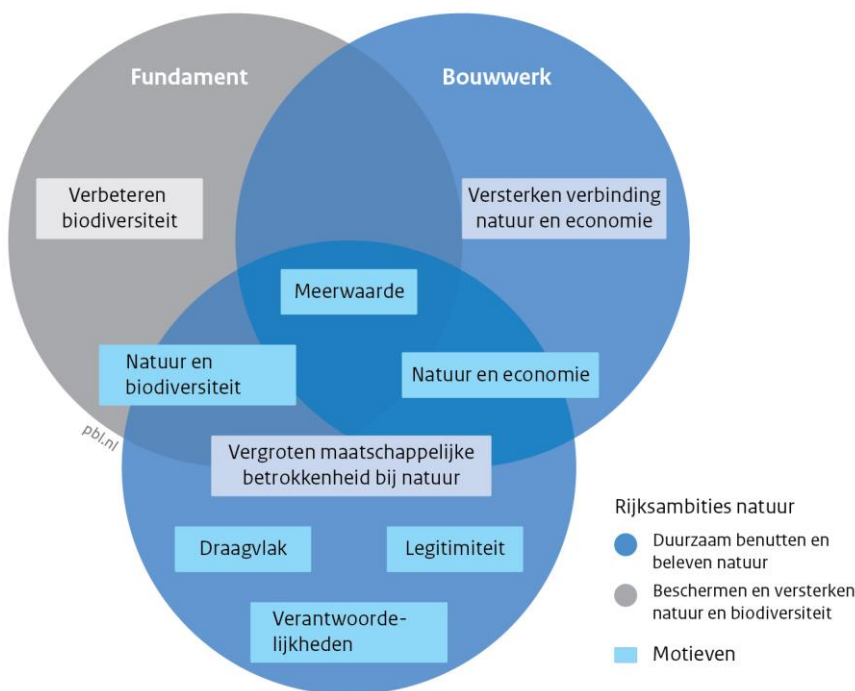 Fundament
Bouwwerk
Verbeteren
biodiversiteit
Versterken verbinding
natuur en economie
Meerwaarde
Natuur en
biodiversiteit
Natuur en economie
pbl.nl
Vergroten maatschappelijke
betrokkenheid bij natuur
Draagvlak
Legitimiteit
Verantwoorde-
lijkheden
Rijksambities natuur
Duurzaam benutten en
beleven natuur
Beschermen en versterken
natuur en biodiversiteit
Motieven